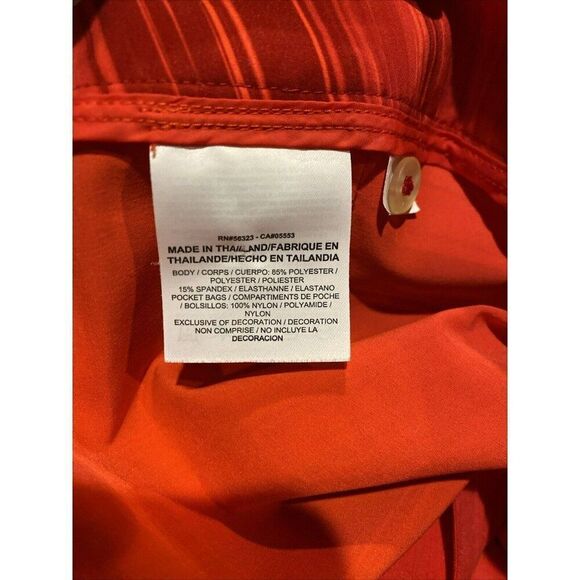 RN#56323 - CA#05553
MADE IN THAILAND/FABRIQUE EN
THAILANDE/HECHO EN TAILANDIA
BODY / CORPS / CUERPO: 85% POLYESTER /
POLYESTER / POLIESTER
15% SPANDEX / ELASTHANNE / ELASTANO
POCKET BAGS / COMPARTIMENTS DE POCHE
/ BOLSILLOS: 100% NYLON / POLYAMIDE /
NYLON
EXCLUSIVE OF DECORATION / DECORATION
NON COMPRISE / NO INCLUYE LA
DECORACION